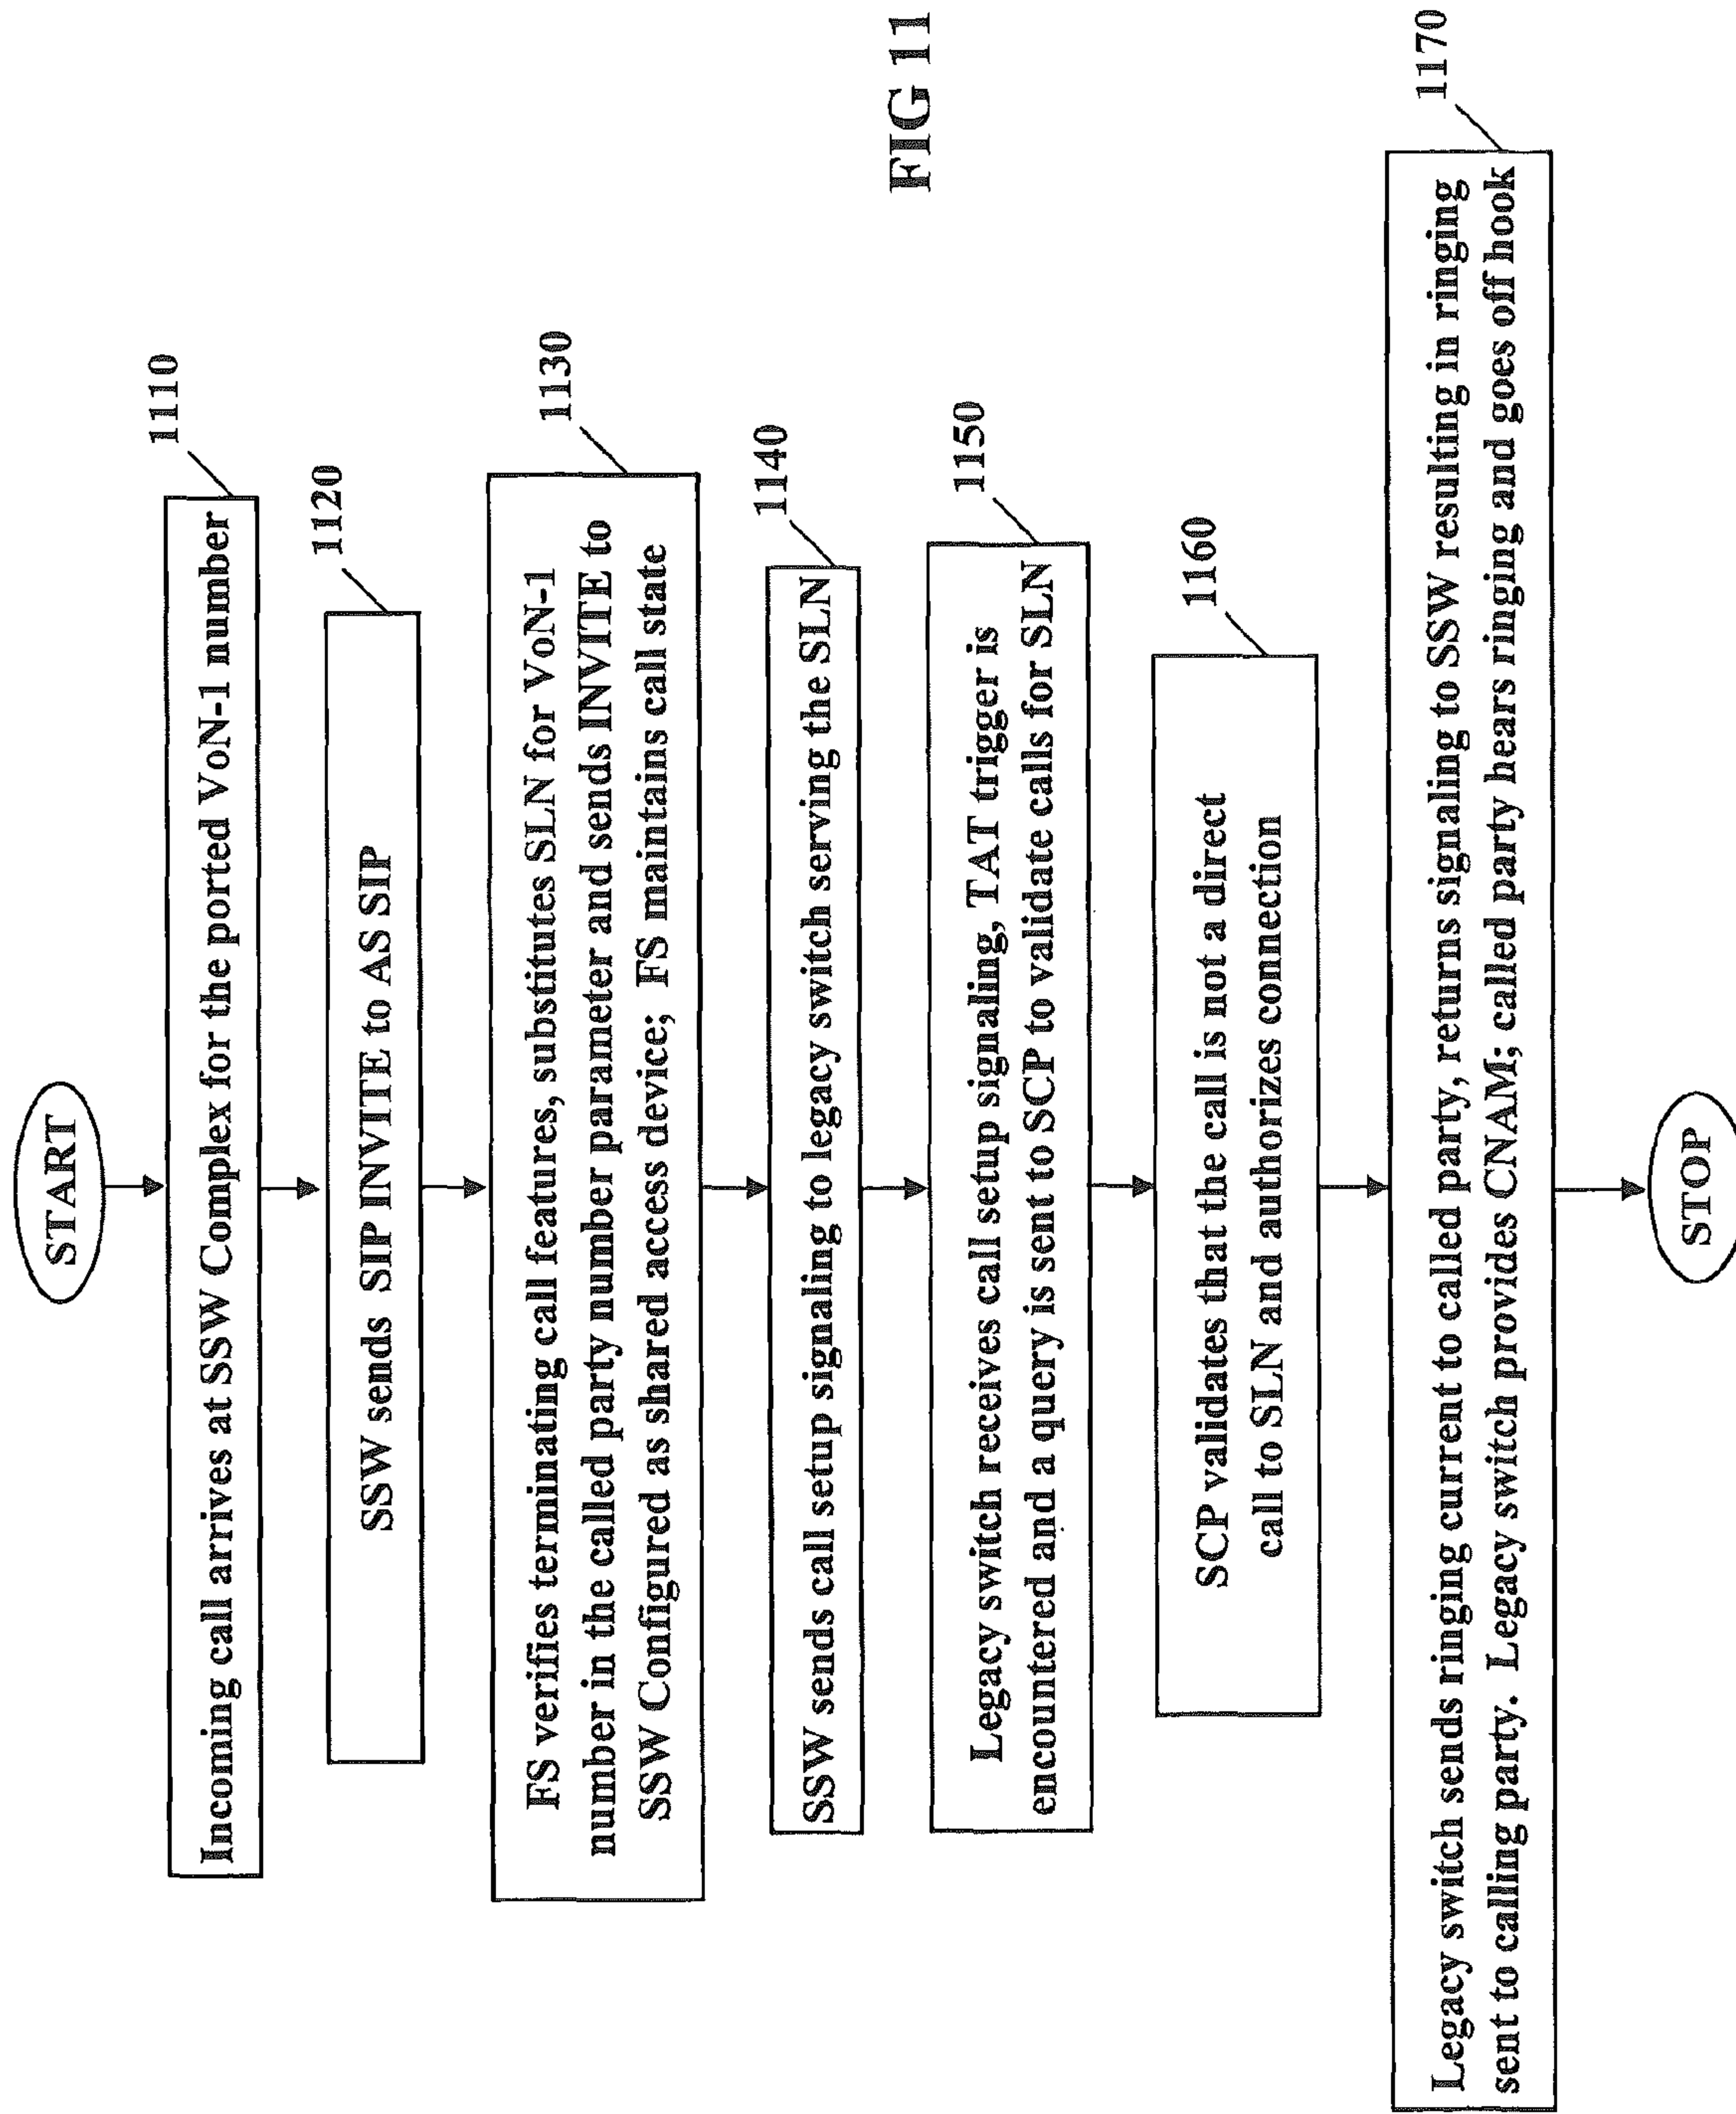 START
1110
Incoming call arrives at SSW Complex for the ported VoN-1 number
1120
SSW sends SIP INVITE to AS SIP
1130
FS verifies terminating call features, substitutes SLN for VoN-1
number in the called party number parameter and sends INVITE to
SSW Configured as shared access device; FS maintains call state
1140
SSW sends call setup signaling to legacy switch serving the SLN
1150
Legacy switch receives call setup signaling, TAT trigger is
encountered and a query is sent to SCP to validate calls for SLN
1160
SCP validates that the call is not a direct
call to SLN and authorizes connection
1170
Legacy switch sends ringing current to called party, returns signaling to SSW resulting in ringing
sent to calling party. Legacy switch provides CNAM; called party hears ringing and goes off hook
STOP
FIG 11